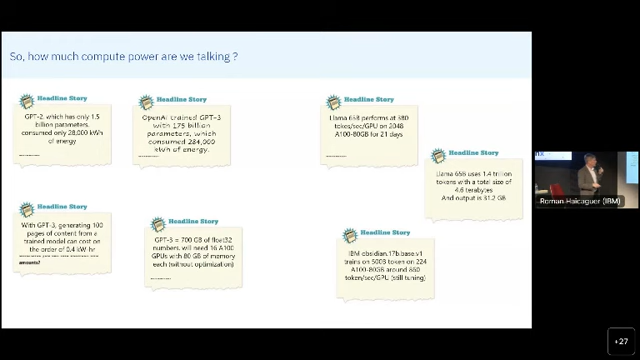 So, how much compute power are we talking ?
Headline Story
GPT-2, which has only 1.5
billion parameters,
consumed only 28,000 kWh
of energy
Headline Story
OpenAI trained GPT-3
with 175 billion
parameters, which
consumed 284,000
kWh of energy.
Headline Story
Llama 65B performs at 380
tokes/sec/GPU on 2048
A100-80GB for 21 days
Headline Story
Llama 65B uses 1.4 trillion
tokens with a total size of
4.6 terabytes
And output is 31.2 GB
Headline Story
With GPT-3, generating 100
pages of content from a
trained model can cost on
the order of 0.4 kW-hr
amounts?
Headline Story
GPT-3 = 700 GB of float32
numbers, will need 16 A100
GPUs with 80 GB of memory
each (without optimization)
Headline Story
IBM obsidian.17b.base.v1
trains on 500B token on 224
A100-80GB around 860
token/sec/GPU (still tuning)
Roman Haicaguer (IBM)
+27